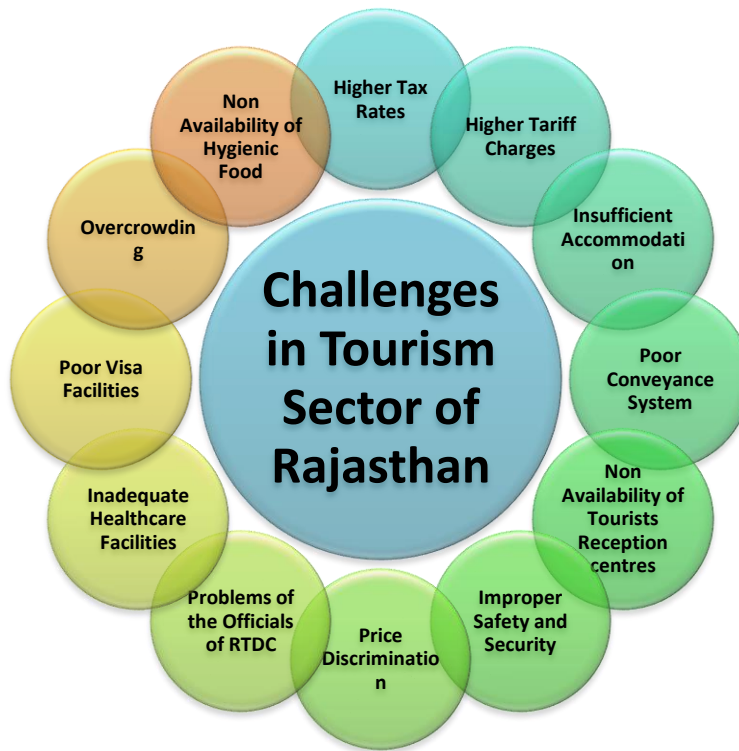 Challenges
in Tourism
Sector of
Rajasthan
Higher Tax
Rates
Higher Tariff
Charges
Insufficient
Accommodati
on
Poor
Conveyance
System
Non
Availability of
Tourists
Reception
centres
Improper
Safety and
Security
Price
Discriminatio
n
Problems of
the Officials
of RTDC
Inadequate
Healthcare
Facilities
Poor Visa
Facilities
Overcrowdin
g
Non
Availability of
Hygienic
Food